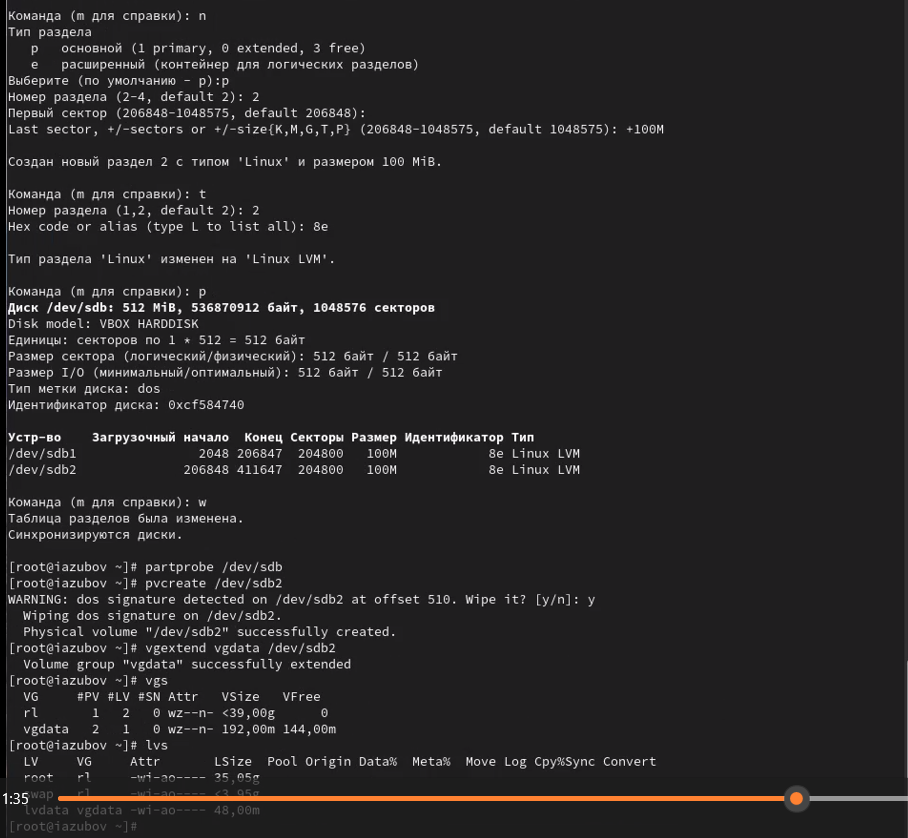 Команда (m для справки): n
Тип раздела
   p   основной (1 primary, 0 extended, 3 free)
   e   расширенный (контейнер для логических разделов)
Выберите (по умолчанию - p):p
Номер раздела (2-4, default 2): 2
Первый сектор (206848-1048575, default 206848):
Last sector, +/-sectors or +/-size{K,M,G,T,P} (206848-1048575, default 1048575): +100M
Создан новый раздел 2 с типом 'Linux' и размером 100 MiB.
Команда (m для справки): t
Номер раздела (1,2, default 2): 2
Hex code or alias (type L to list all): 8e
Тип раздела 'Linux' изменен на 'Linux LVM'.
Команда (m для справки): p
Диск /dev/sdb: 512 MiB, 536870912 байт, 1048576 секторов
Disk model: VBOX HARDDISK
Единицы: секторов по 1 * 512 = 512 байт
Размер сектора (логический/физический): 512 байт / 512 байт
Размер I/O (минимальный/оптимальный): 512 байт / 512 байт
Тип метки диска: dos
Идентификатор диска: 0xcf584740
Устр-во    Загрузочный начало  Конец Секторы Размер Идентификатор Тип
/dev/sdb1                2048 206847  204800   100M            8e Linux LVM
/dev/sdb2              206848 411647  204800   100M            8e Linux LVM
Команда (m для справки): w
Таблица разделов была изменена.
Синхронизируются диски.
[root@iazubov ~]# partprobe /dev/sdb
[root@iazubov ~]# pvcreate /dev/sdb2
WARNING: dos signature detected on /dev/sdb2 at offset 510. Wipe it? [y/n]: y
  Wiping dos signature on /dev/sdb2.
  Physical volume "/dev/sdb2" successfully created.
[root@iazubov ~]# vgextend vgdata /dev/sdb2
  Volume group "vgdata" successfully extended
[root@iazubov ~]# vgs
  VG     #PV #LV #SN Attr   VSize   VFree
  rl       1   2   0 wz--n- <39,00g      0
  vgdata   2   1   0 wz--n- 192,00m 144,00m
[root@iazubov ~]# lvs
  LV     VG     Attr       LSize  Pool Origin Data%  Meta%  Move Log Cpy%Sync Convert
  root   rl     -wi-ao---- 35,05g
1:35
  swap   rl     -wi-ao---- <3,95g
  lvdata vgdata -wi-ao---- 48,00m
[root@iazubov ~]#